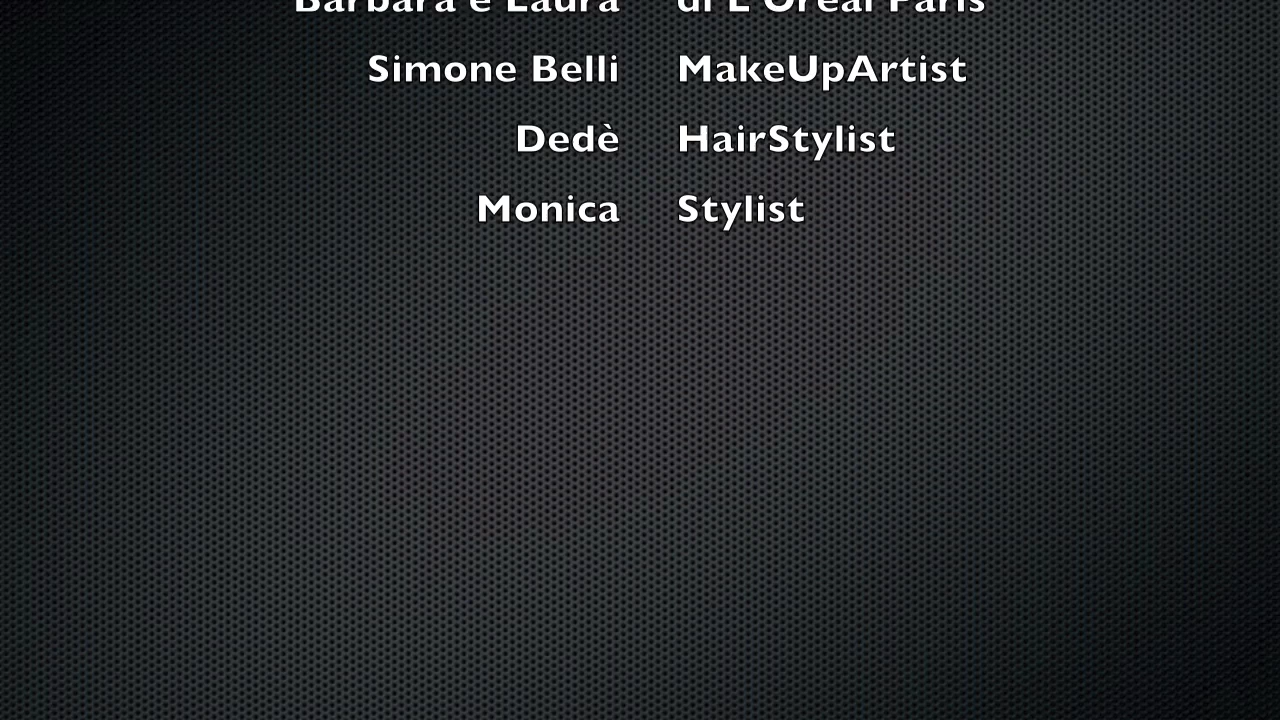 Barbara e Laura di L'Oreal Paris
Simone Belli MakeUpArtist
Dedè HairStylist
Monica Stylist